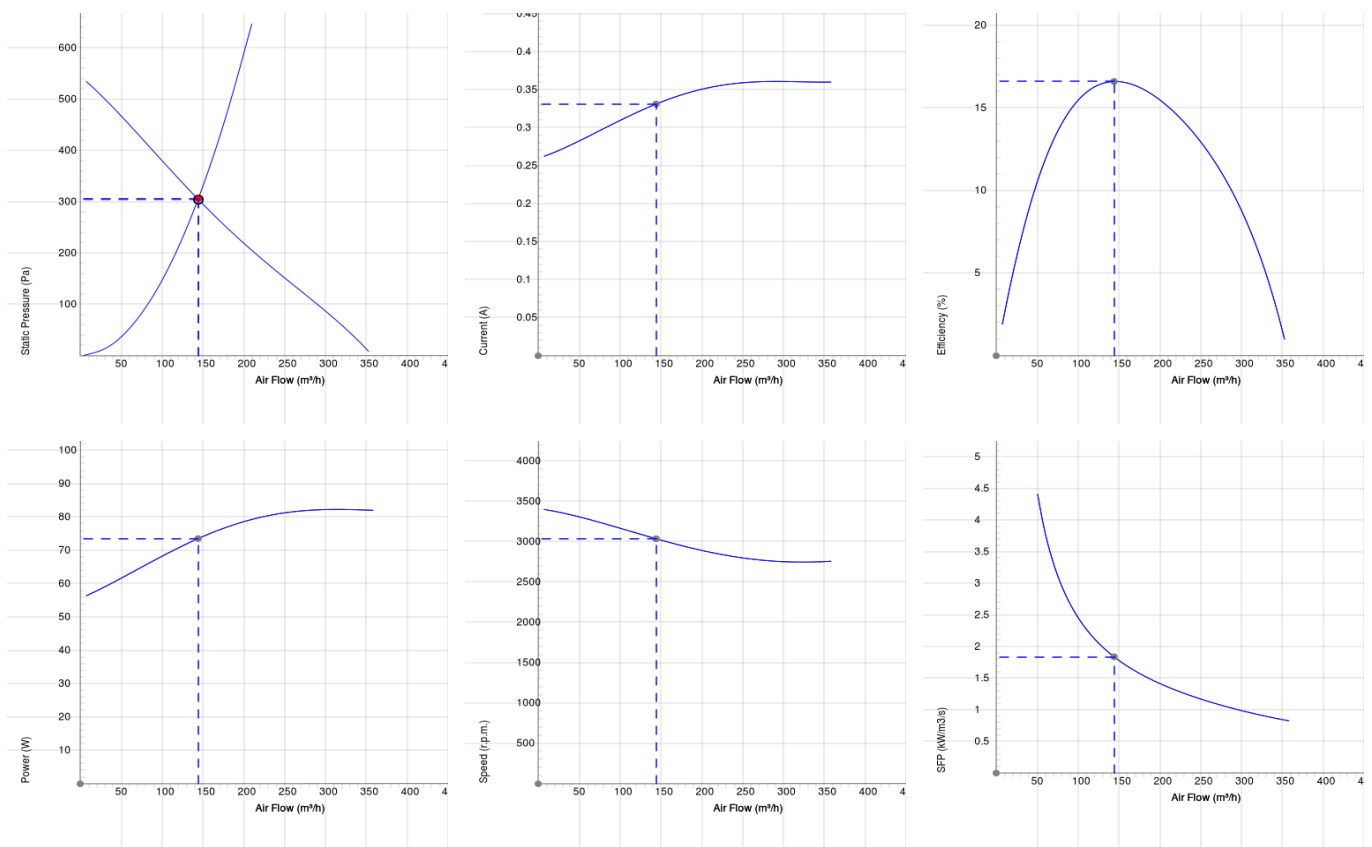 600
500
400
300
200
100
Static Pressure (Pa)
50 100 150 200 250 300 350 400 4
Air Flow (m³/h)
0.45
0.4
0.35
0.3
0.25
0.2
0.15
0.1
0.05
Current (A)
50 100 150 200 250 300 350 400 4
Air Flow (m³/h)
20
15
10
5
Efficiency (%)
50 100 150 200 250 300 350 400 4
Air Flow (m³/h)
100
90
80
70
60
50
40
30
20
10
Power (W)
50 100 150 200 250 300 350 400 4
Air Flow (m³/h)
4000
3500
3000
2500
2000
1500
1000
500
Speed (r.p.m.)
50 100 150 200 250 300 350 400 4
Air Flow (m³/h)
5
4.5
4
3.5
3
2.5
2
1.5
1
0.5
SFP (kW/m3/s)
50 100 150 200 250 300 350 400 4
Air Flow (m³/h)